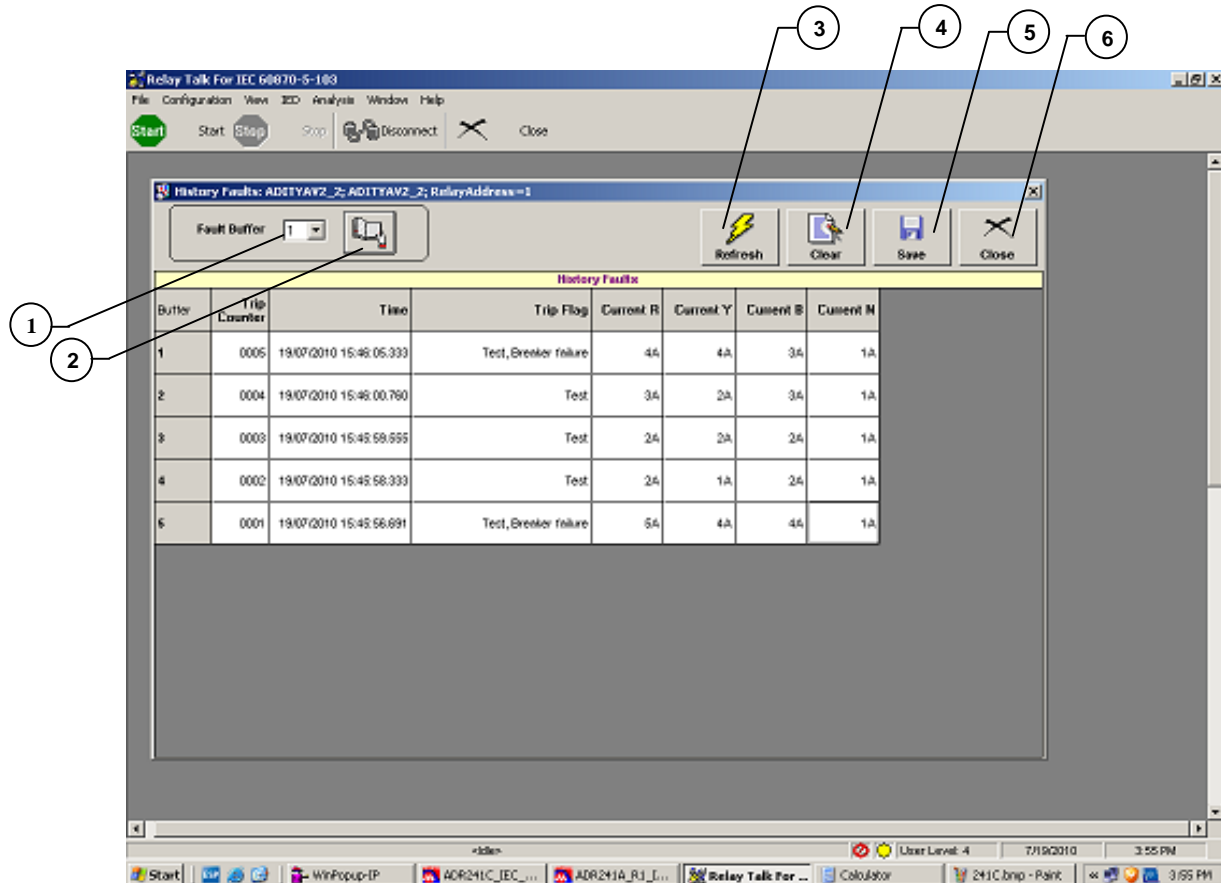 3
4
5
6
Relay Talk For IEC 60870-5-103
File Configuration View IED Analysis Window Help
Start Start Stop Stop Disconnect Close
History Faults: ADITYAV2_2; ADITYAV2_2; RelayAddress=1
Fault Buffer 1
Refresh Clear Save Close
History Faults
Buffer Trip Counter Time Trip Flag Current R Current Y Current B Current N
1 0005 19/07/2010 15:46:05.333 Test, Breaker failure 4A 4A 3A 1A
2 0004 19/07/2010 15:46:00.760 Test 3A 2A 3A 1A
3 0003 19/07/2010 15:45:59.555 Test 2A 2A 2A 1A
4 0002 19/07/2010 15:45:58.333 Test 2A 1A 2A 1A
5 0001 19/07/2010 15:45:56.691 Test, Breaker failure 5A 4A 4A 1A
1
2
<Idle> User Level: 4 7/19/2010 3:55 PM
Start WinPopup-IP ADR241C_IEC_... ADR241A_R1_I... Relay Talk For ... Calculator 241C.bmp - Paint « 3:55 PM